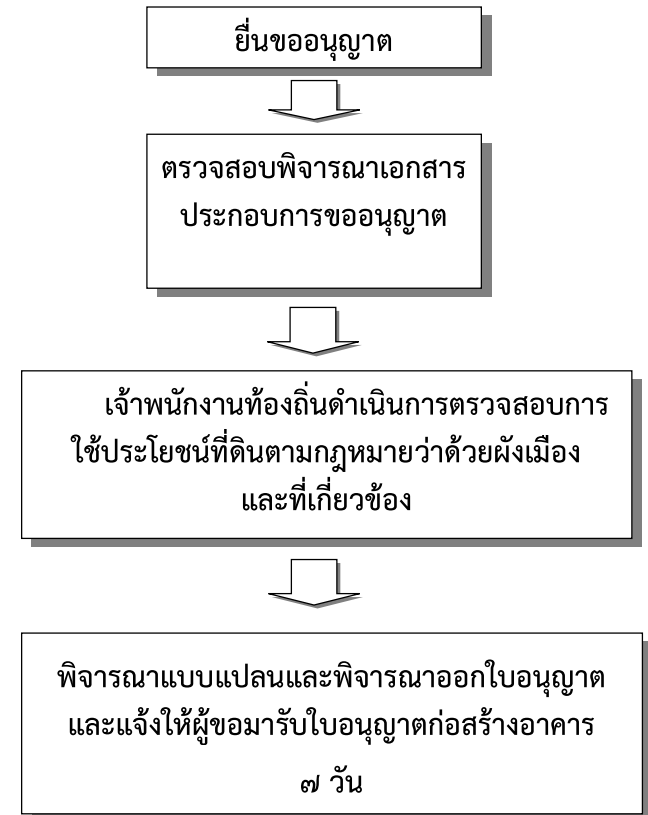 ยื่นขออนุญาต
ตรวจสอบพิจารณาเอกสาร
ประกอบการขออนุญาต
เจ้าพนักงานท้องถิ่นดำเนินการตรวจสอบการ
ใช้ประโยชน์ที่ดินตามกฎหมายว่าด้วยผังเมือง
และที่เกี่ยวข้อง
พิจารณาแบบแปลนและพิจารณาออกใบอนุญาต
และแจ้งให้ผู้ขอมารับใบอนุญาตก่อสร้างอาคาร
๗ วัน